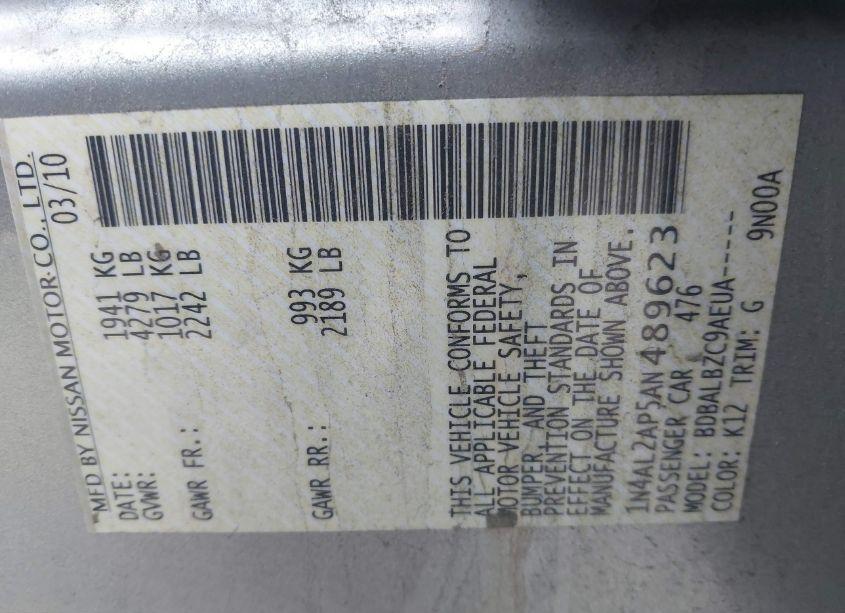 MFD BY NISSAN MOTOR CO., LTD.
DATE: 03/10
GVWR: 1941 KG
4279 LB
GAWR FR.: 1017 KG
2242 LB
GAWR RR.: 993 KG
2189 LB
THIS VEHICLE CONFORMS TO
ALL APPLICABLE FEDERAL
MOTOR VEHICLE SAFETY,
BUMPER, AND THEFT
PREVENTION STANDARDS IN
EFFECT ON THE DATE OF
MANUFACTURE SHOWN ABOVE.
1N4AL2AP5AN489623
PASSENGER CAR 476
MODEL: BDBALBZC9AEUA-----
COLOR: K12 TRIM: G 9N00A